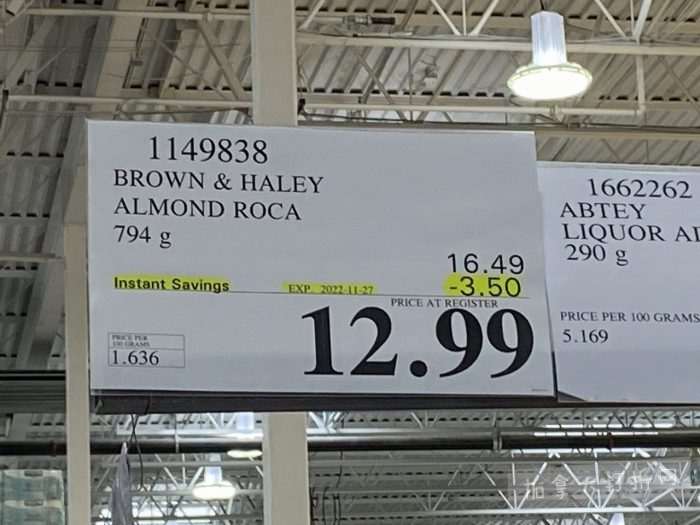 1149838
BROWN & HALEY
ALMOND ROCA
794 g
16.49
Instant Savings EXP. 2022-11-27 -3.50
PRICE AT REGISTER
12.99
PRICE PER
100 GRAMS
1.636
1662262
ABTEY
LIQUOR
290 g
PRICE PER 100 GRAMS
5.169